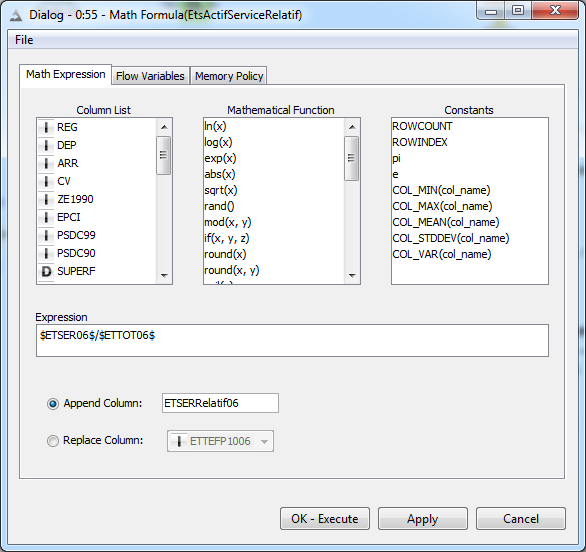 Dialog - 0:55 - Math Formula(EtsActifServiceRelatif)
File
Math Expression Flow Variables Memory Policy
Column List
I REG
I DEP
I ARR
I CV
I ZE1990
I EPCI
I PSDC99
I PSDC90
D SUPERF
Mathematical Function
ln(x)
log(x)
exp(x)
abs(x)
sqrt(x)
rand()
mod(x, y)
if(x, y, z)
round(x)
round(x, y)
Constants
ROWCOUNT
ROWINDEX
pi
e
COL_MIN(col_name)
COL_MAX(col_name)
COL_MEAN(col_name)
COL_STDDEV(col_name)
COL_VAR(col_name)
Expression
$ETSER06$/$ETTOT06$
Append Column: ETSERRelatif06
Replace Column: I ETTEFP1006
OK - Execute Apply Cancel